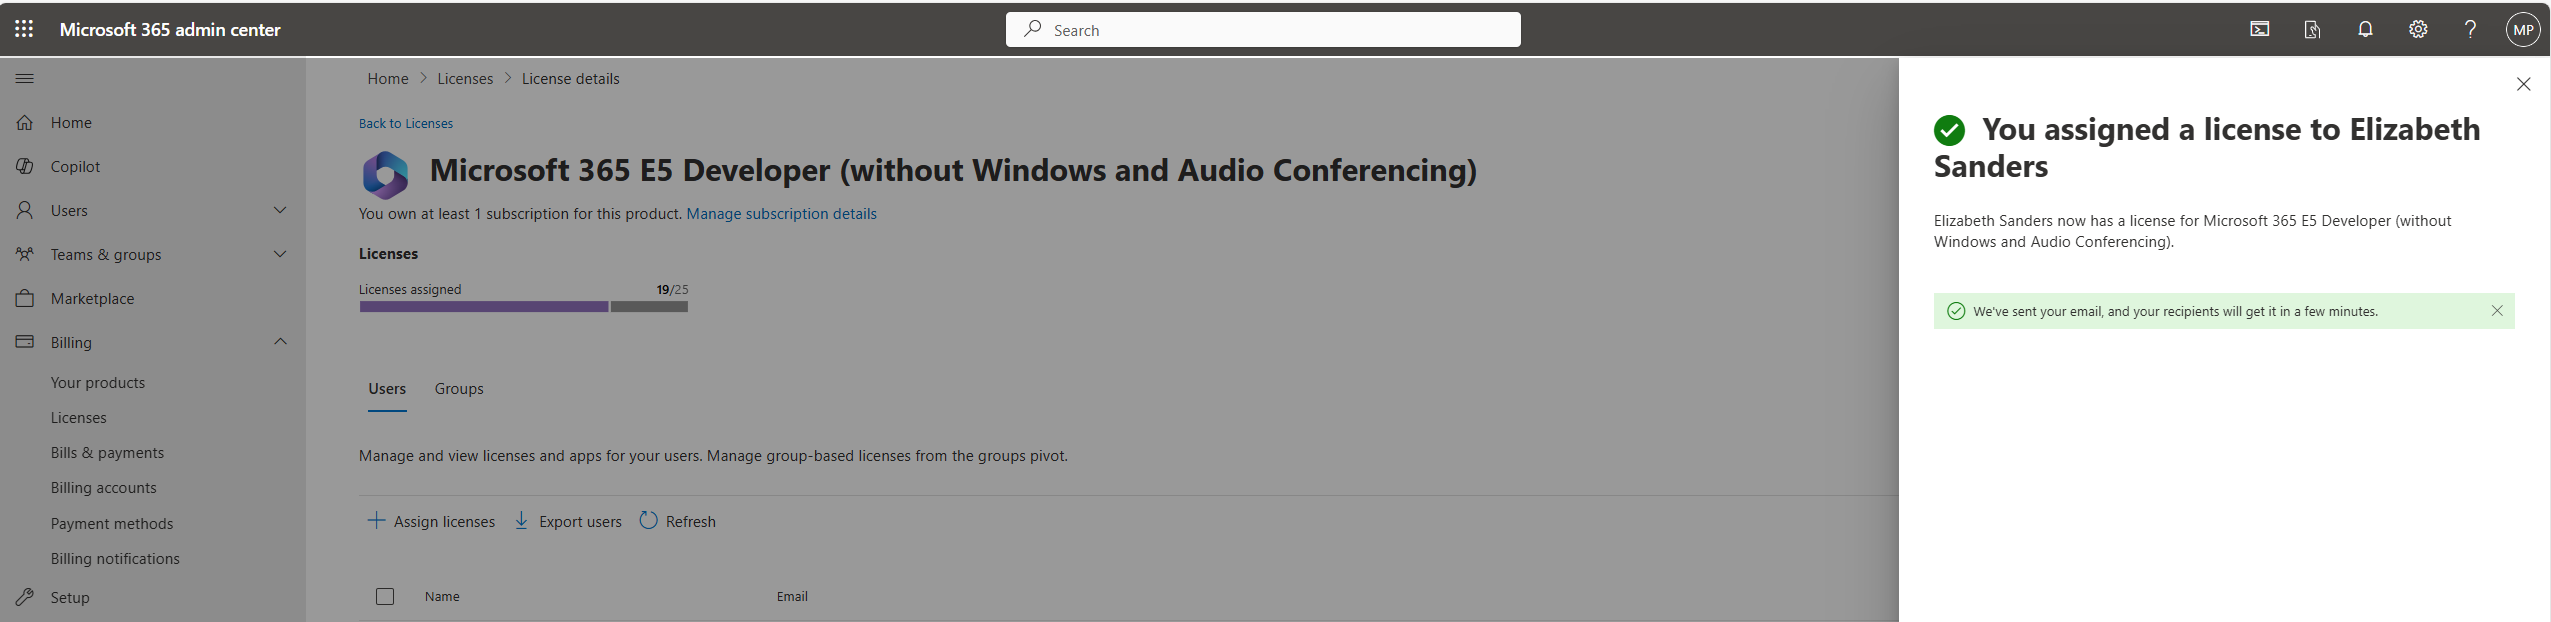 Microsoft 365 admin center
Search
MP
Home
Copilot
Users
Teams & groups
Marketplace
Billing
Your products
Licenses
Bills & payments
Billing accounts
Payment methods
Billing notifications
Setup
Home > Licenses > License details
Back to Licenses
Microsoft 365 E5 Developer (without Windows and Audio Conferencing)
You own at least 1 subscription for this product. Manage subscription details
Licenses
Licenses assigned 19/25
Users Groups
Manage and view licenses and apps for your users. Manage group-based licenses from the groups pivot.
Assign licenses Export users Refresh
Name Email
You assigned a license to Elizabeth
Sanders
Elizabeth Sanders now has a license for Microsoft 365 E5 Developer (without
Windows and Audio Conferencing).
We've sent your email, and your recipients will get it in a few minutes.